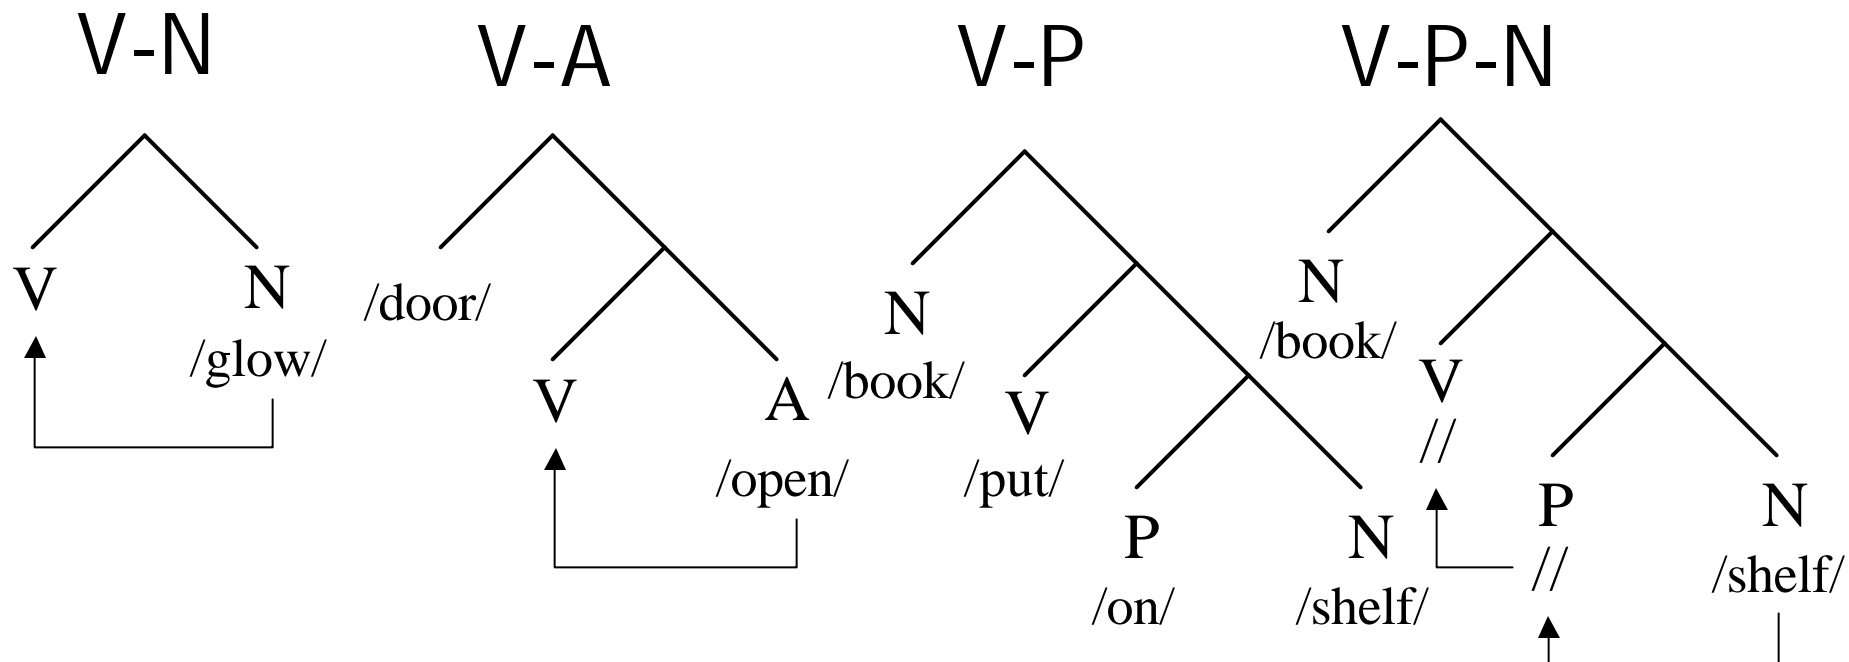 V-N
V-A
V-P
V-P-N
V
N
/glow/
/door/
V
A
/open/
N
/book/
V
/put/
P
/on/
N
/shelf/
N
/book/
V
//
P
//
N
/shelf/